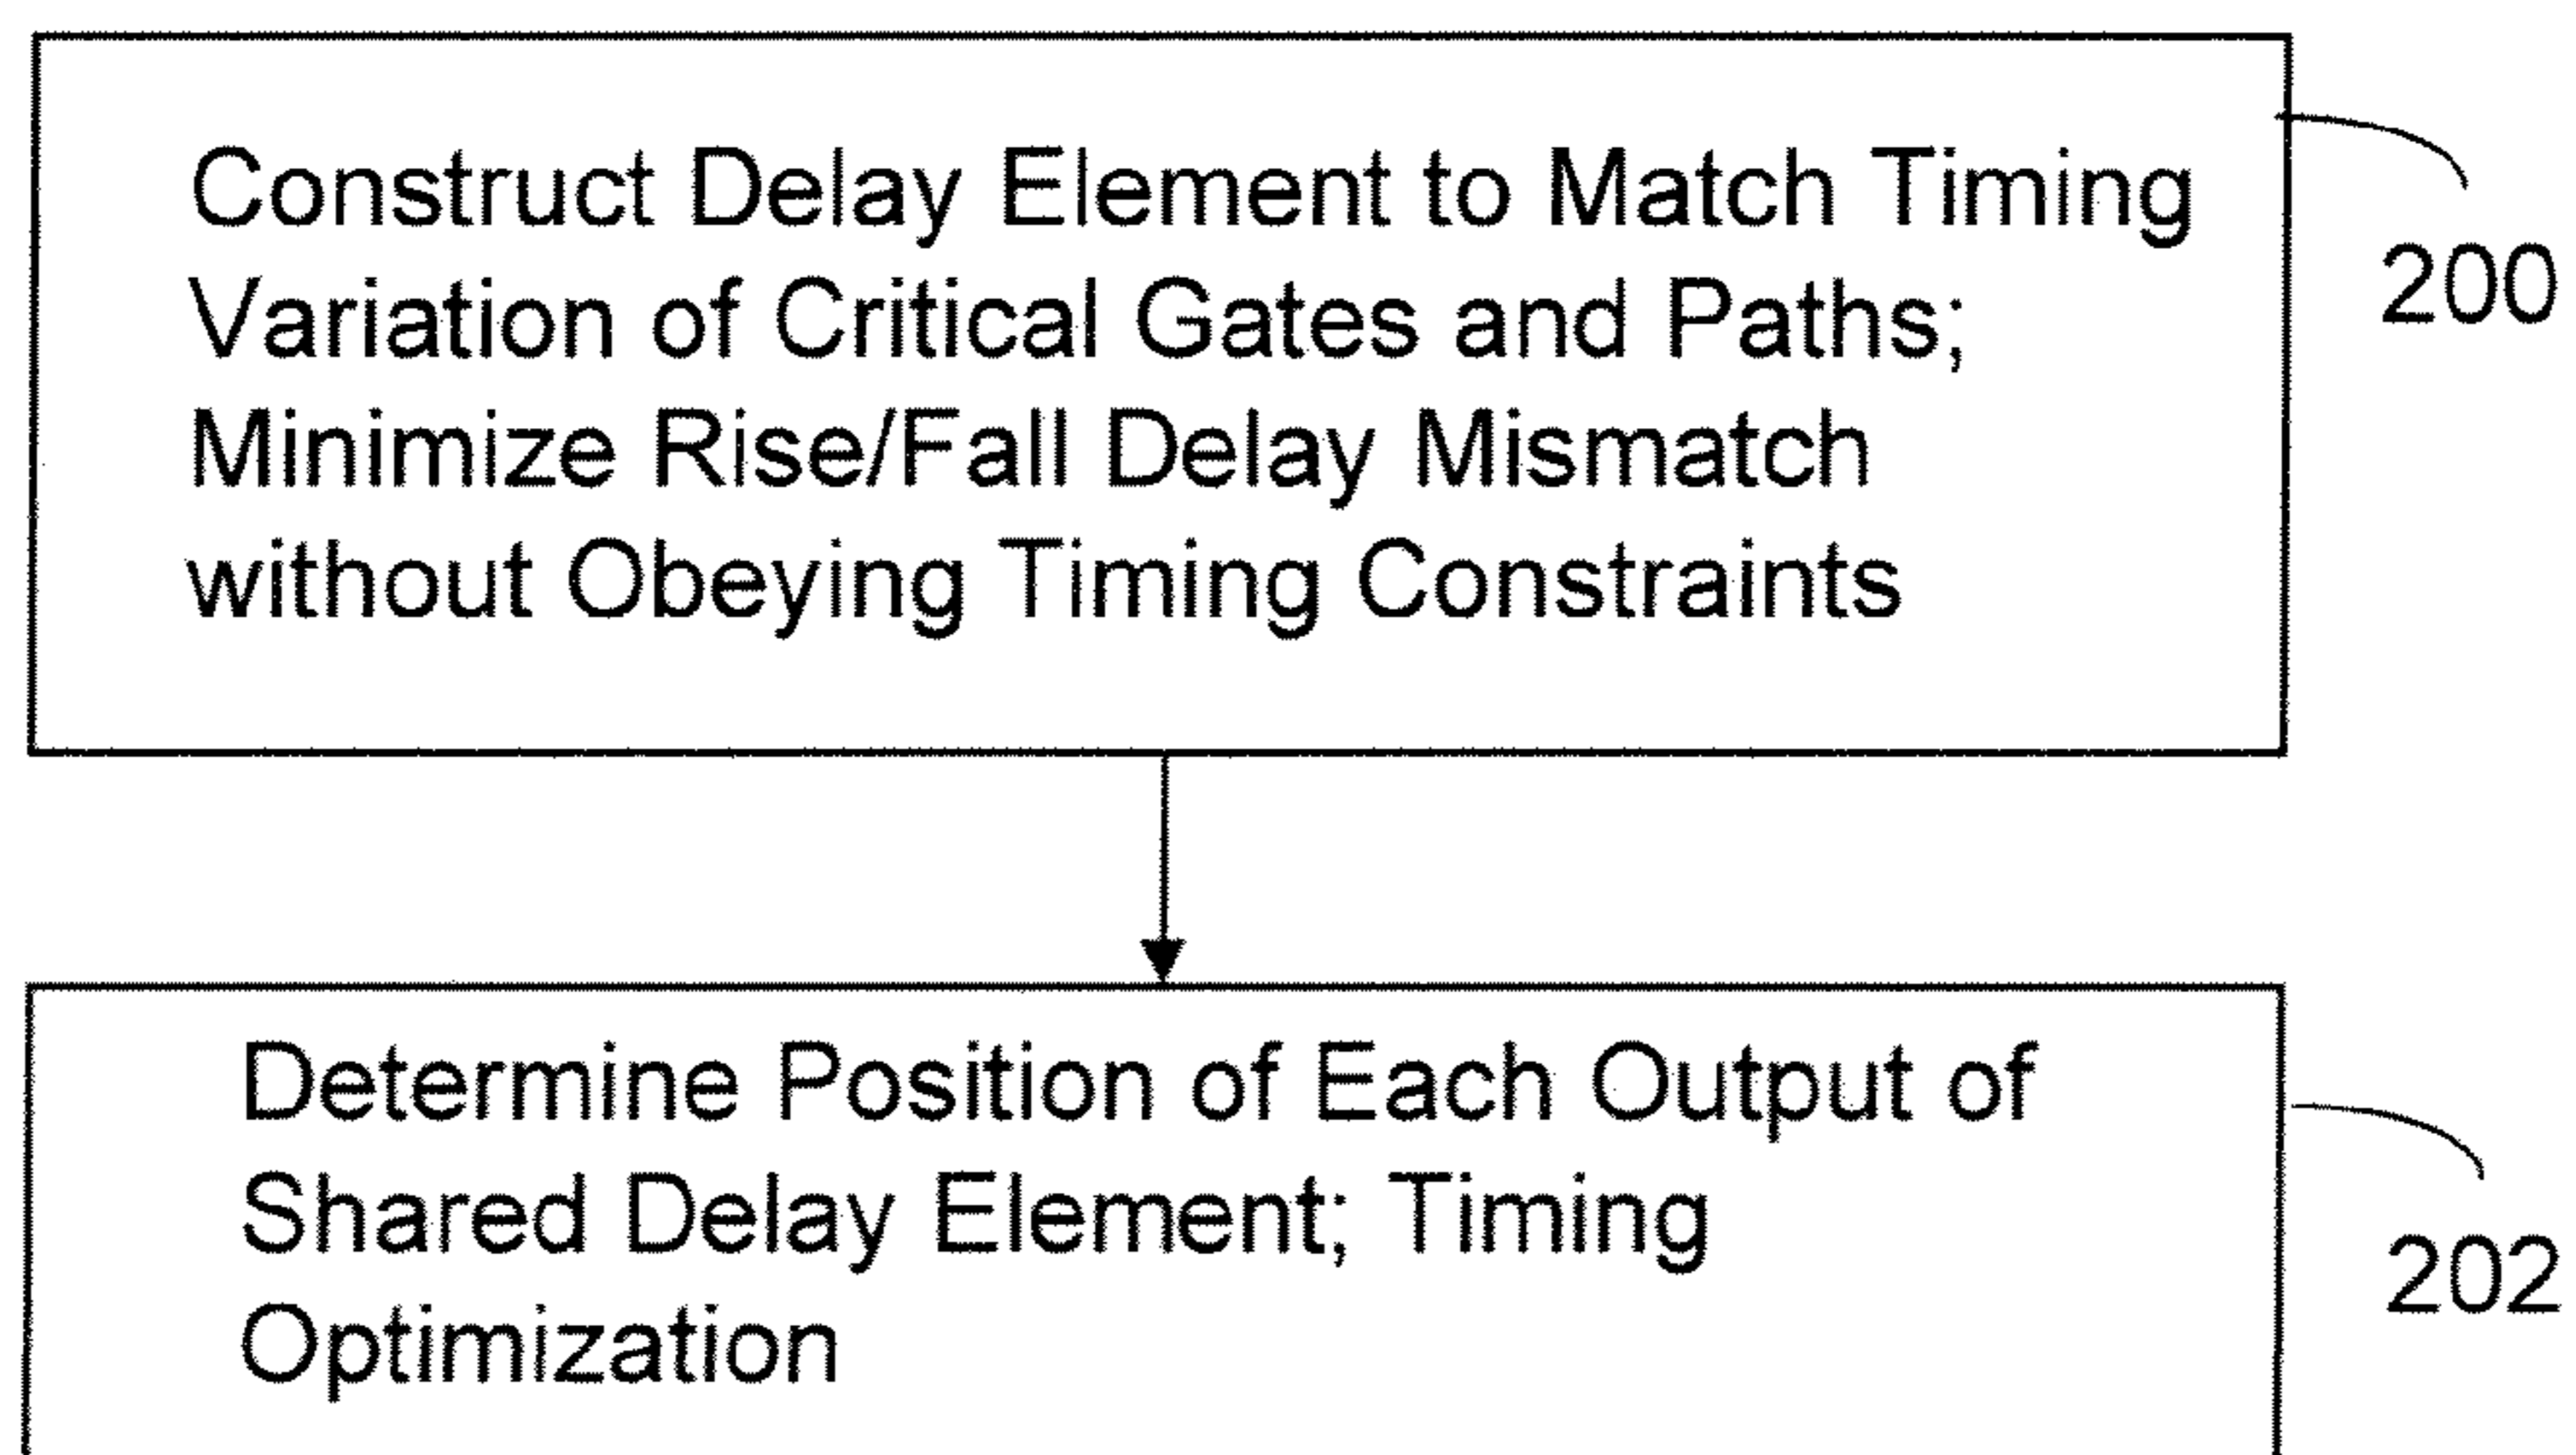 Construct Delay Element to Match Timing
Variation of Critical Gates and Paths;
Minimize Rise/Fall Delay Mismatch
without Obeying Timing Constraints
200
Determine Position of Each Output of
Shared Delay Element; Timing
Optimization
202